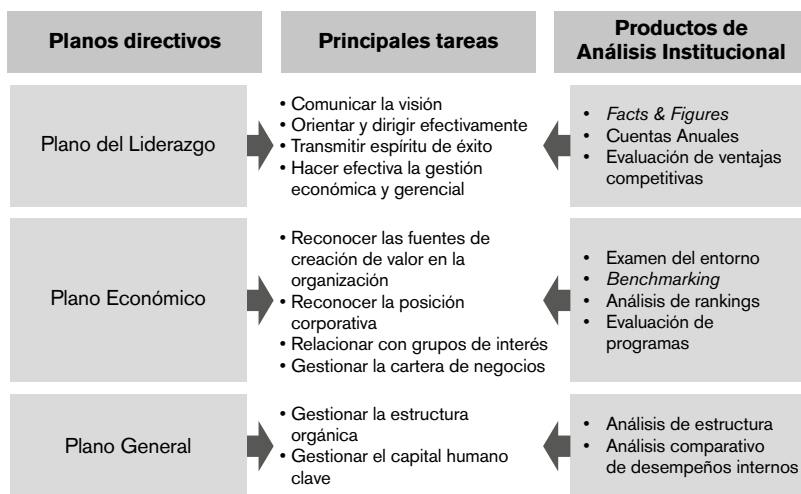 Planos directivos
Principales tareas
Productos de
Análisis Institucional
Plano del Liderazgo
• Comunicar la visión
• Orientar y dirigir efectivamente
• Transmitir espíritu de éxito
• Hacer efectiva la gestión
económica y gerencial
• Facts & Figures
• Cuentas Anuales
• Evaluación de ventajas
competitivas
Plano Económico
• Reconocer las fuentes de
creación de valor en la
organización
• Reconocer la posición
corporativa
• Relacionar con grupos de interés
• Gestionar la cartera de negocios
• Examen del entorno
• Benchmarking
• Análisis de rankings
• Evaluación de
programas
Plano General
• Gestionar la estructura
orgánica
• Gestionar el capital humano
clave
• Análisis de estructura
• Análisis comparativo
de desempeños internos